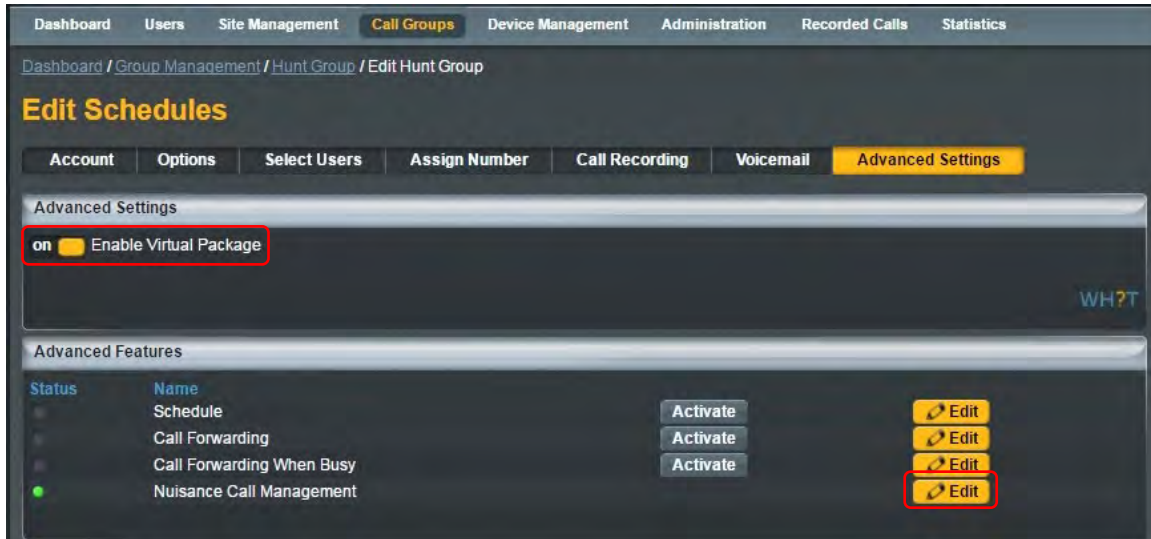 Dashboard Users Site Management Call Groups Device Management Administration Recorded Calls Statistics
Dashboard / Group Management / Hunt Group / Edit Hunt Group
Edit Schedules
Account Options Select Users Assign Number Call Recording Voicemail Advanced Settings
Advanced Settings
on Enable Virtual Package
WH?T
Advanced Features
Status Name
Schedule Activate Edit
Call Forwarding Activate Edit
Call Forwarding When Busy Activate Edit
Nuisance Call Management Edit